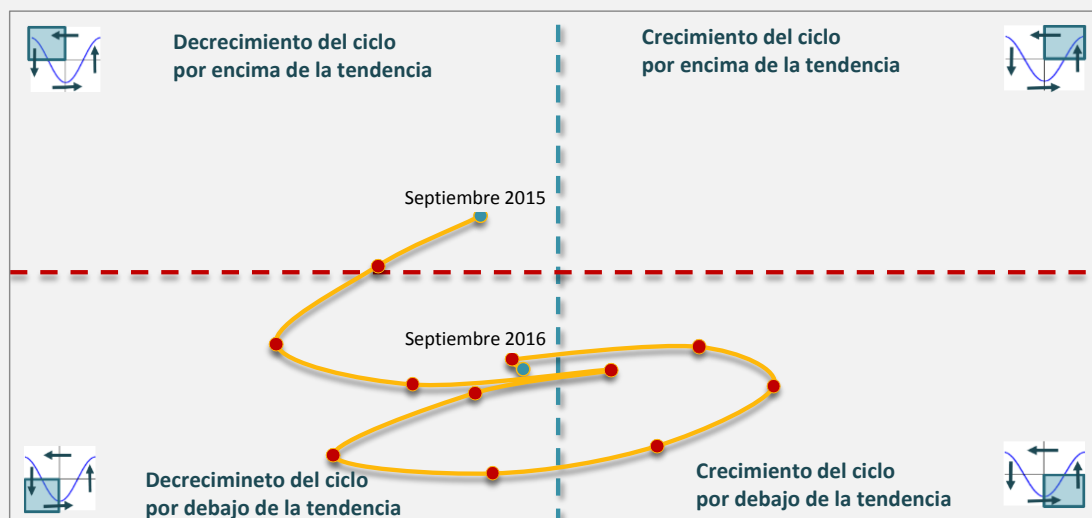 Decrecimiento del ciclo
por encima de la tendencia
Crecimiento del ciclo
por encima de la tendencia
Septiembre 2015
Septiembre 2016
Decrecimineto del ciclo
por debajo de la tendencia
Crecimiento del ciclo
por debajo de la tendencia